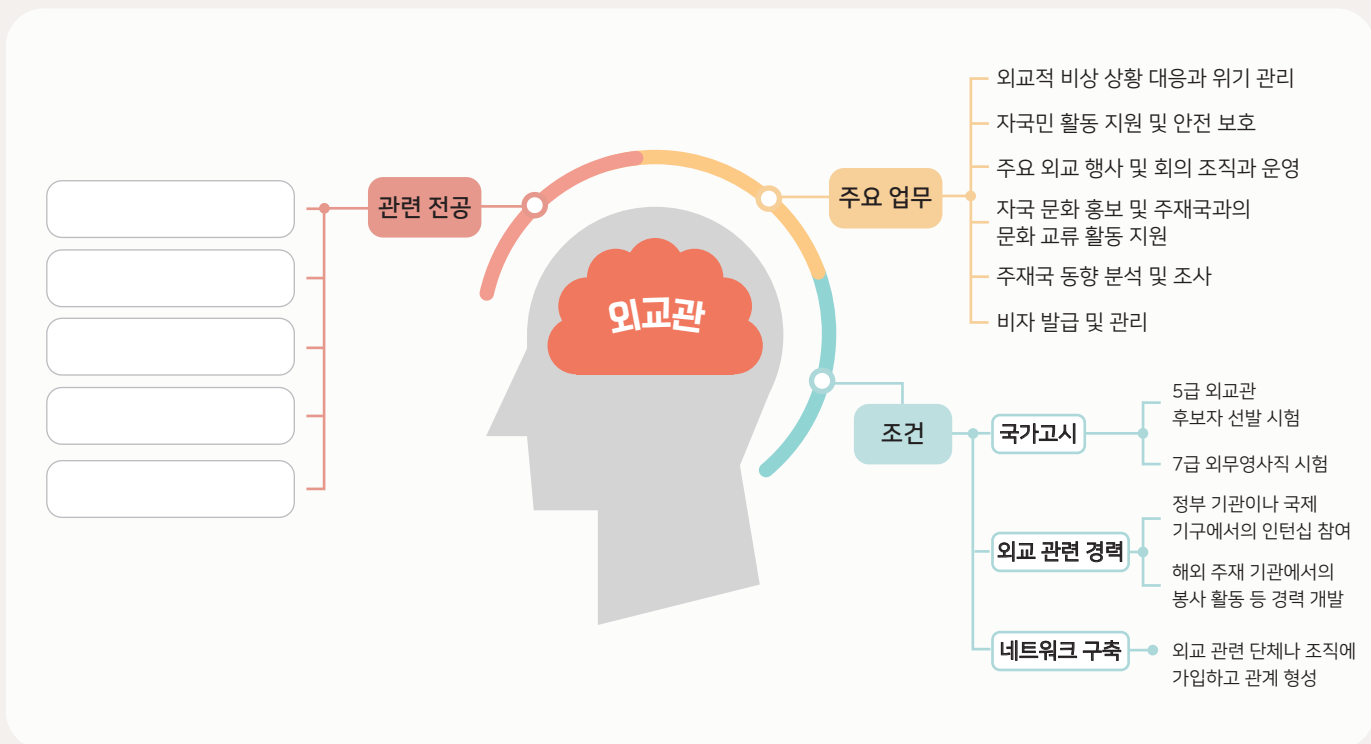 관련 전공
외교관
주요 업무
외교적 비상 상황 대응과 위기 관리
자국민 활동 지원 및 안전 보호
주요 외교 행사 및 회의 조직과 운영
자국 문화 홍보 및 주재국과의
문화 교류 활동 지원
주재국 동향 분석 및 조사
비자 발급 및 관리
조건
국가고시
5급 외교관
후보자 선발 시험
7급 외무영사직 시험
외교 관련 경력
정부 기관이나 국제
기구에서의 인턴십 참여
해외 주재 기관에서의
봉사 활동 등 경력 개발
네트워크 구축
외교 관련 단체나 조직에
가입하고 관계 형성